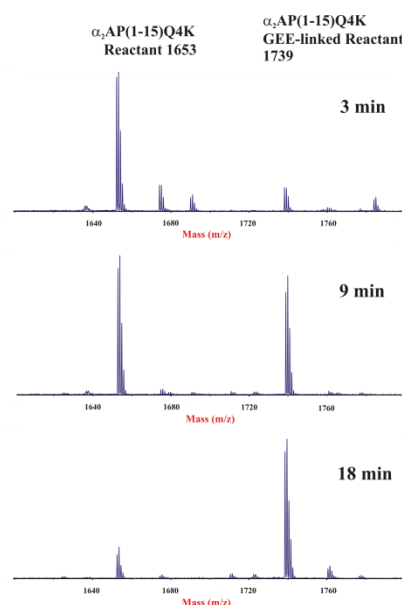 α₂AP(1-15)Q4K
Reactant 1653
α₂AP(1-15)Q4K
GEE-linked Reactant
1739
3 min
1640 1680 1720 1760
Mass (m/z)
9 min
1640 1680 1720 1760
Mass (m/z)
18 min
1640 1680 1720 1760
Mass (m/z)